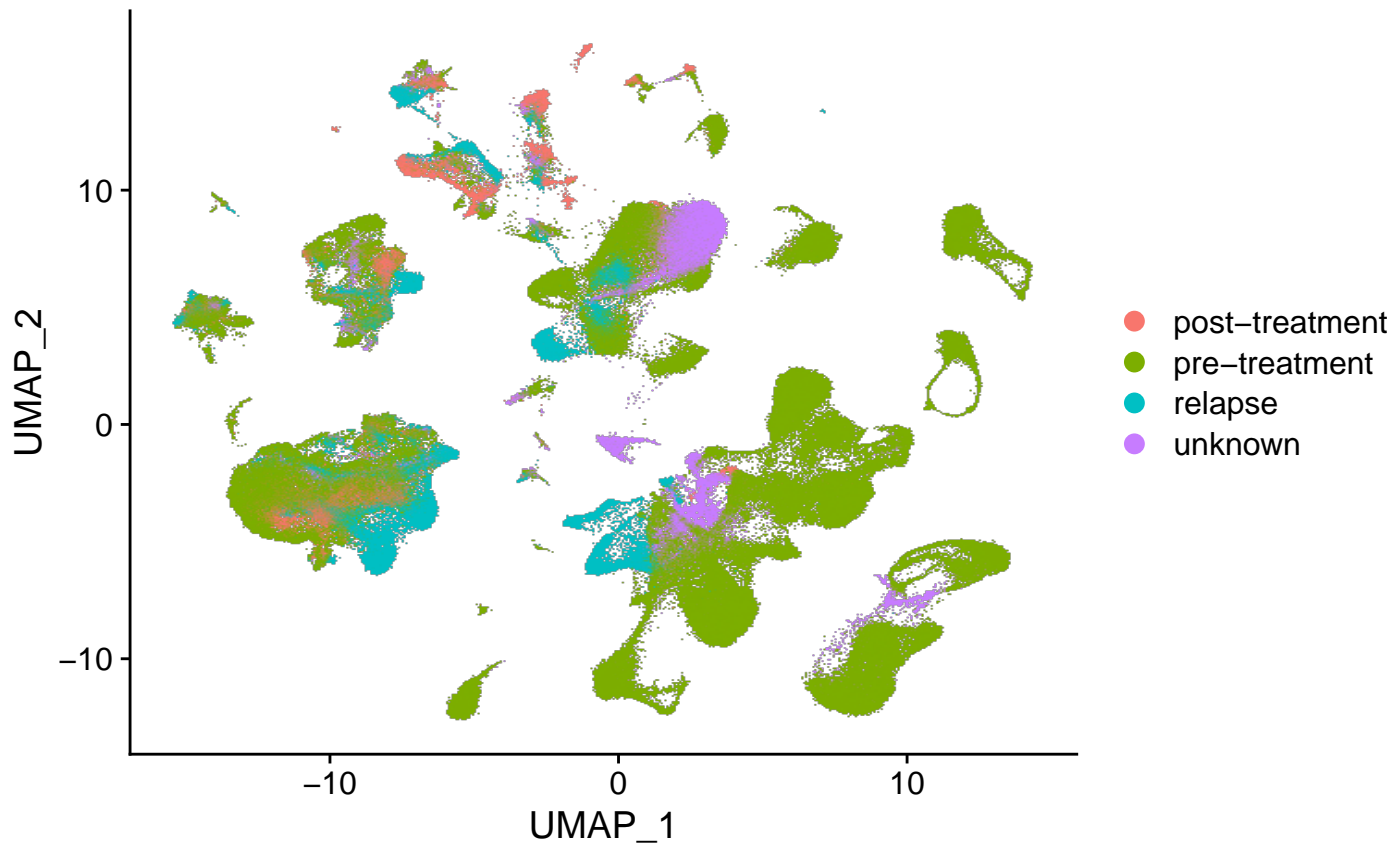 10
0
−10
UMAP_2
−10
0
10
UMAP_1
post−treatment
pre−treatment
relapse
unknown